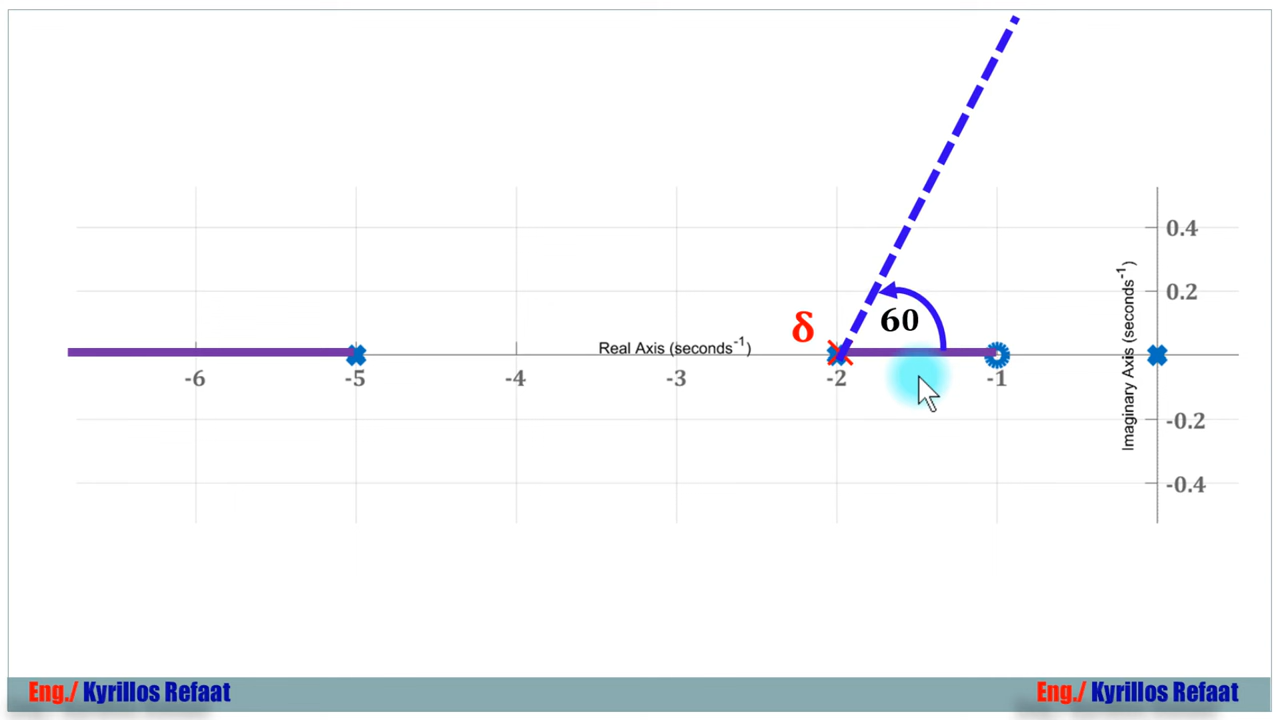 0.4
0.2
-0.2
-0.4
Imaginary Axis (seconds⁻¹)
Real Axis (seconds⁻¹)
-6
-5
-4
-3
-2
-1
δ
60
Eng./ Kyrillos Refaat
Eng./ Kyrillos Refaat